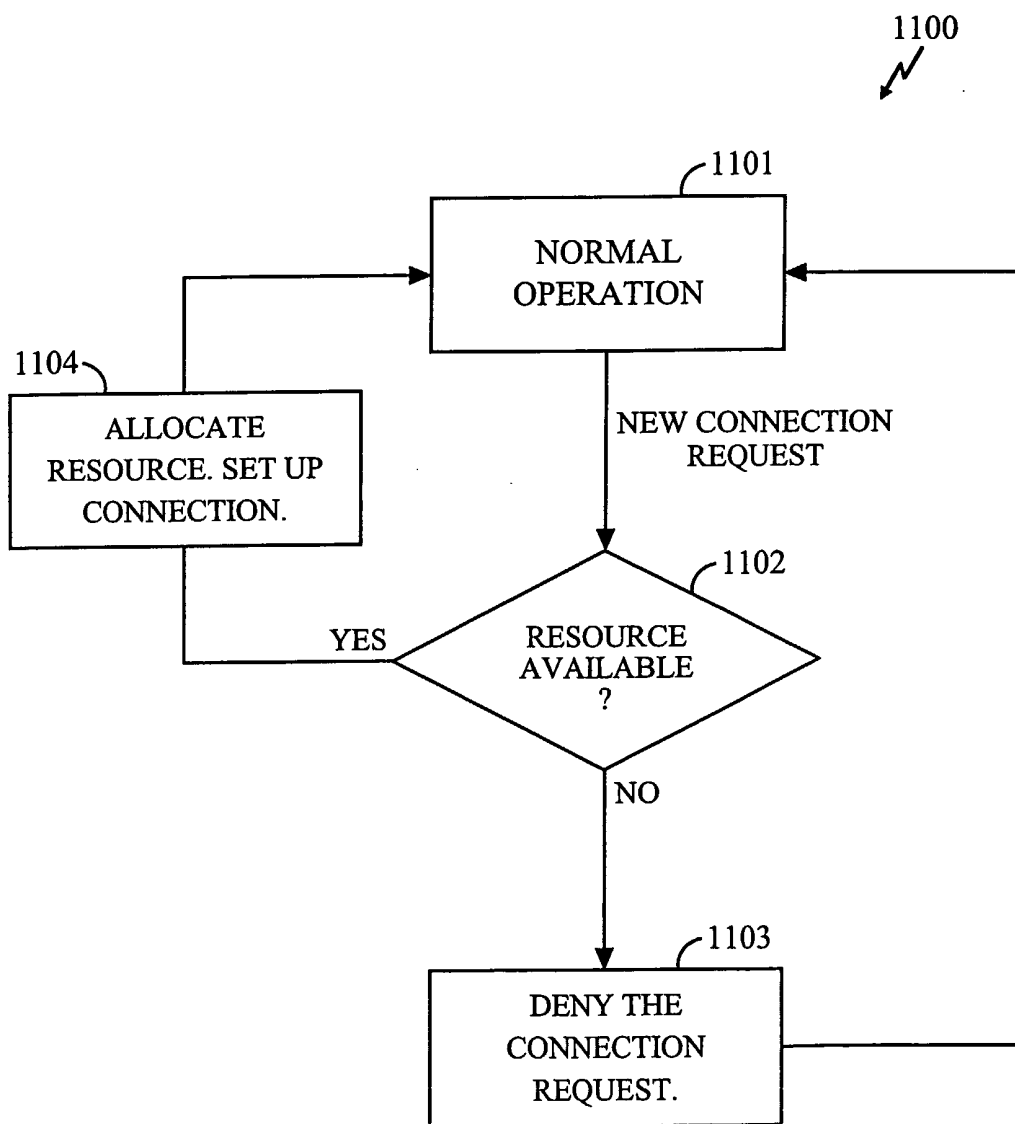 1100
1101
NORMAL
OPERATION
1104
ALLOCATE
RESOURCE. SET UP
CONNECTION.
NEW CONNECTION
REQUEST
1102
YES
RESOURCE
AVAILABLE
?
NO
1103
DENY THE
CONNECTION
REQUEST.